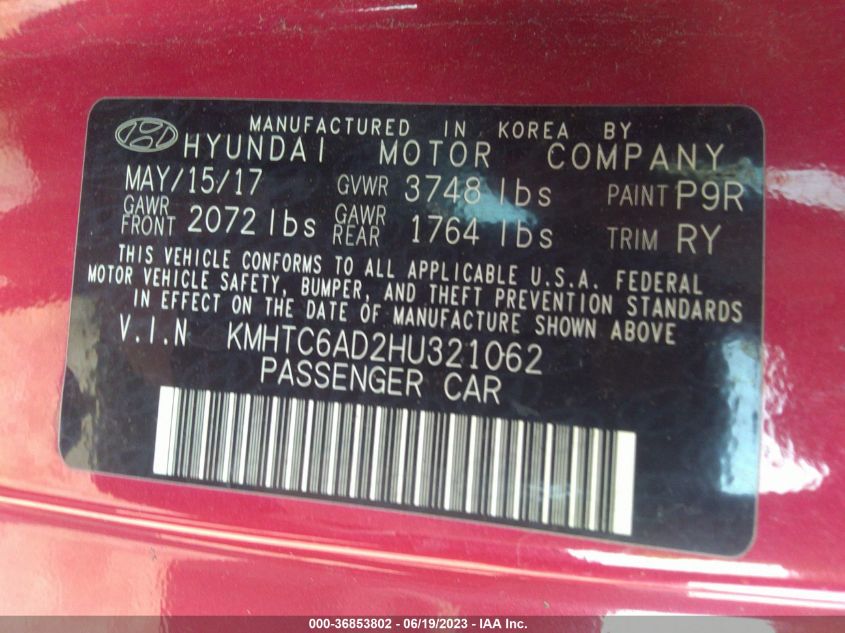 MANUFACTURED IN KOREA BY
HYUNDAI MOTOR COMPANY
MAY/15/17 GVWR 3748 lbs PAINT P9R
GAWR FRONT 2072 lbs GAWR REAR 1764 lbs TRIM RY
THIS VEHICLE CONFORMS TO ALL APPLICABLE U.S.A. FEDERAL
MOTOR VEHICLE SAFETY, BUMPER, AND THEFT PREVENTION STANDARDS
IN EFFECT ON THE DATE OF MANUFACTURE SHOWN ABOVE
V.I.N KMHTC6AD2HU321062
PASSENGER CAR
000-36853802 - 06/19/2023 - IAA Inc.